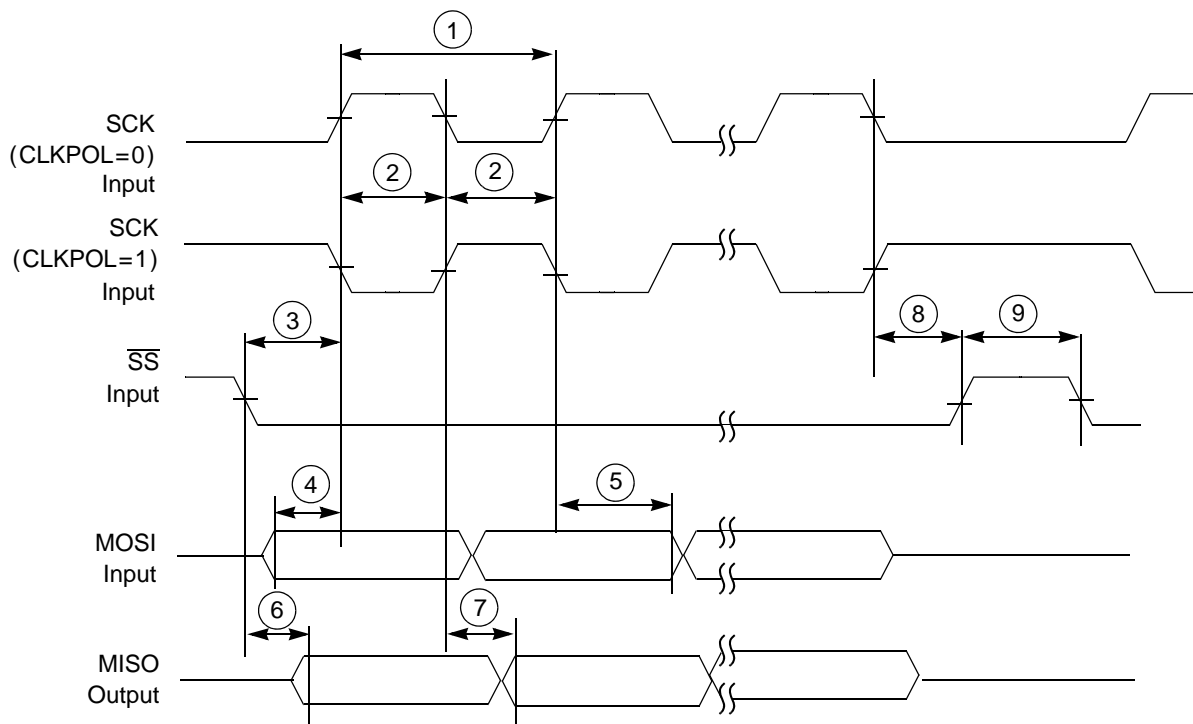 1
SCK
(CLKPOL=0)
Input
2
2
SCK
(CLKPOL=1)
Input
3
8
9
SS
Input
4
5
MOSI
Input
6
7
MISO
Output